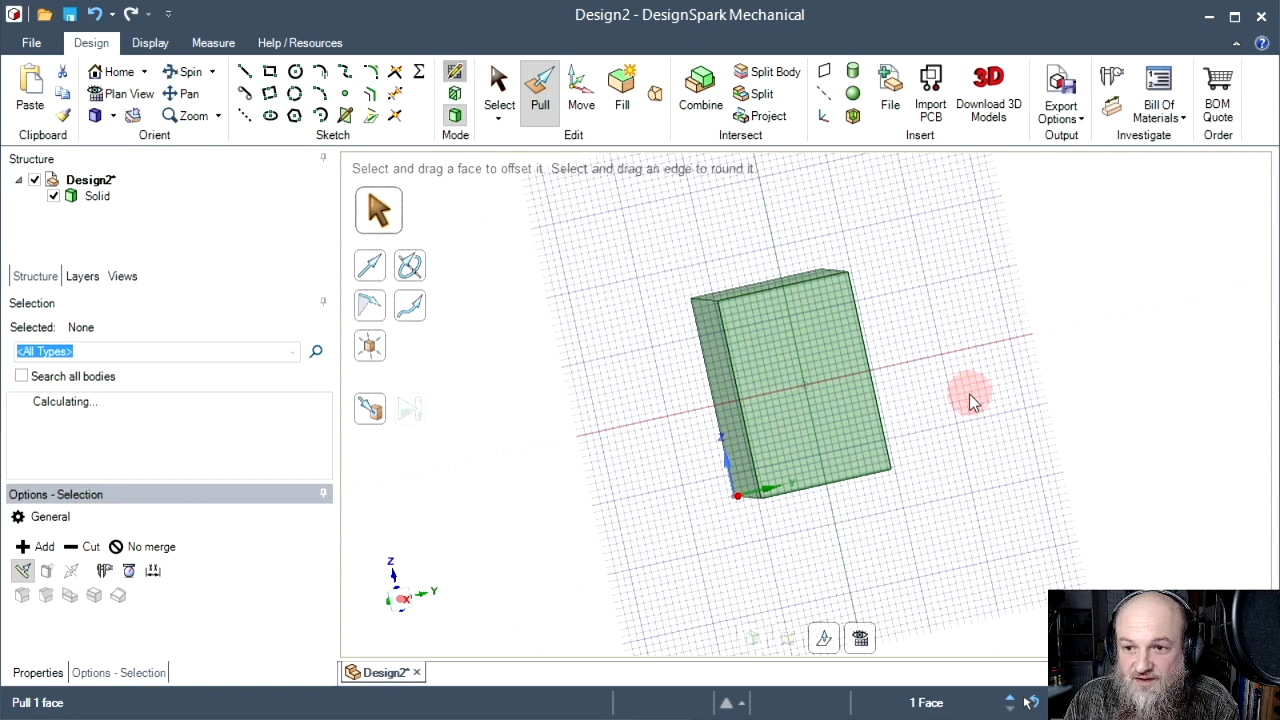 Design2 - DesignSpark Mechanical
File Design Display Measure Help / Resources
Paste
Clipboard
Home Spin
Plan View Pan
Zoom
Orient
Sketch
Mode
Select Pull Move Fill
Edit
Combine
Split Body
Split
Project
Intersect
File Import PCB Download 3D Models
3D
Insert
Export Options
Output
Bill Of Materials
Investigate
BOM Quote
Order
Structure
Design2*
Solid
Structure Layers Views
Selection
Selected: None
<All Types>
Search all bodies
Calculating...
Options - Selection
General
Add Cut No merge
Properties Options - Selection
Select and drag a face to offset it. Select and drag an edge to round it.
Z
Y
Z
Y
X
Design2*
Pull 1 face
1 Face